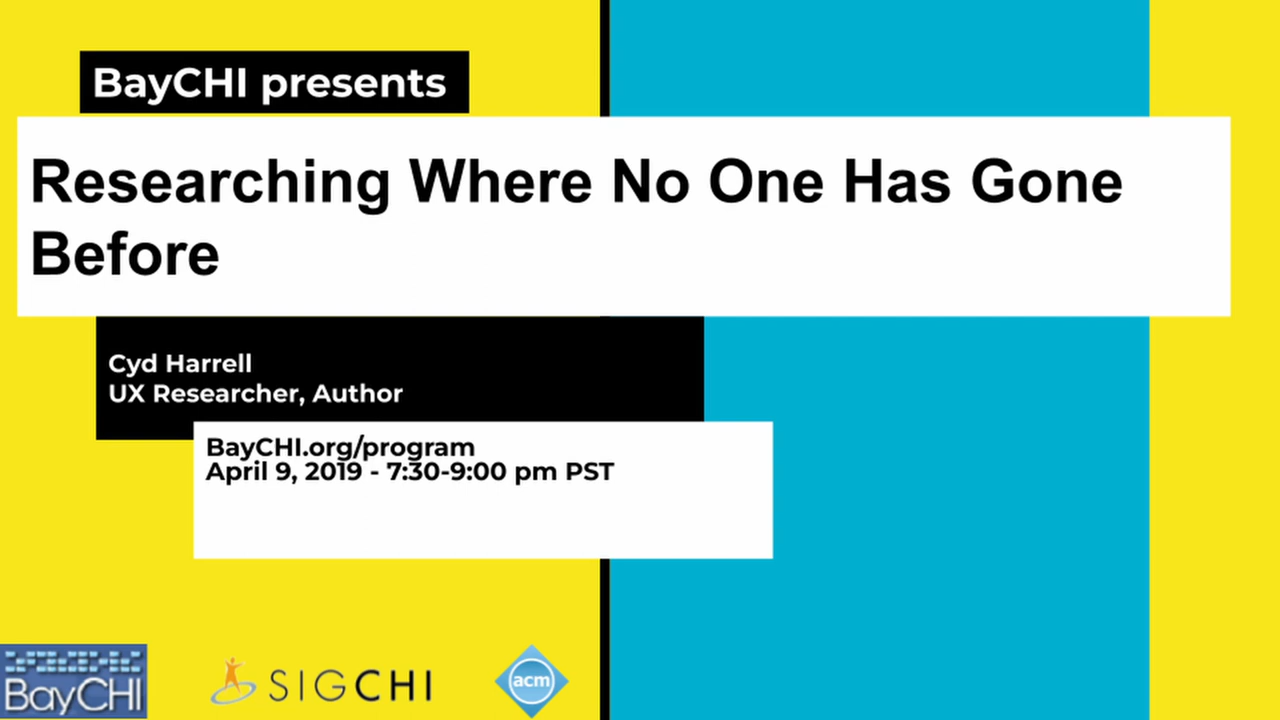 BayCHI presents
Researching Where No One Has Gone
Before
Cyd Harrell
UX Researcher, Author
BayCHI.org/program
April 9, 2019 - 7:30-9:00 pm PST
BayCHI
SIGCHI
acm